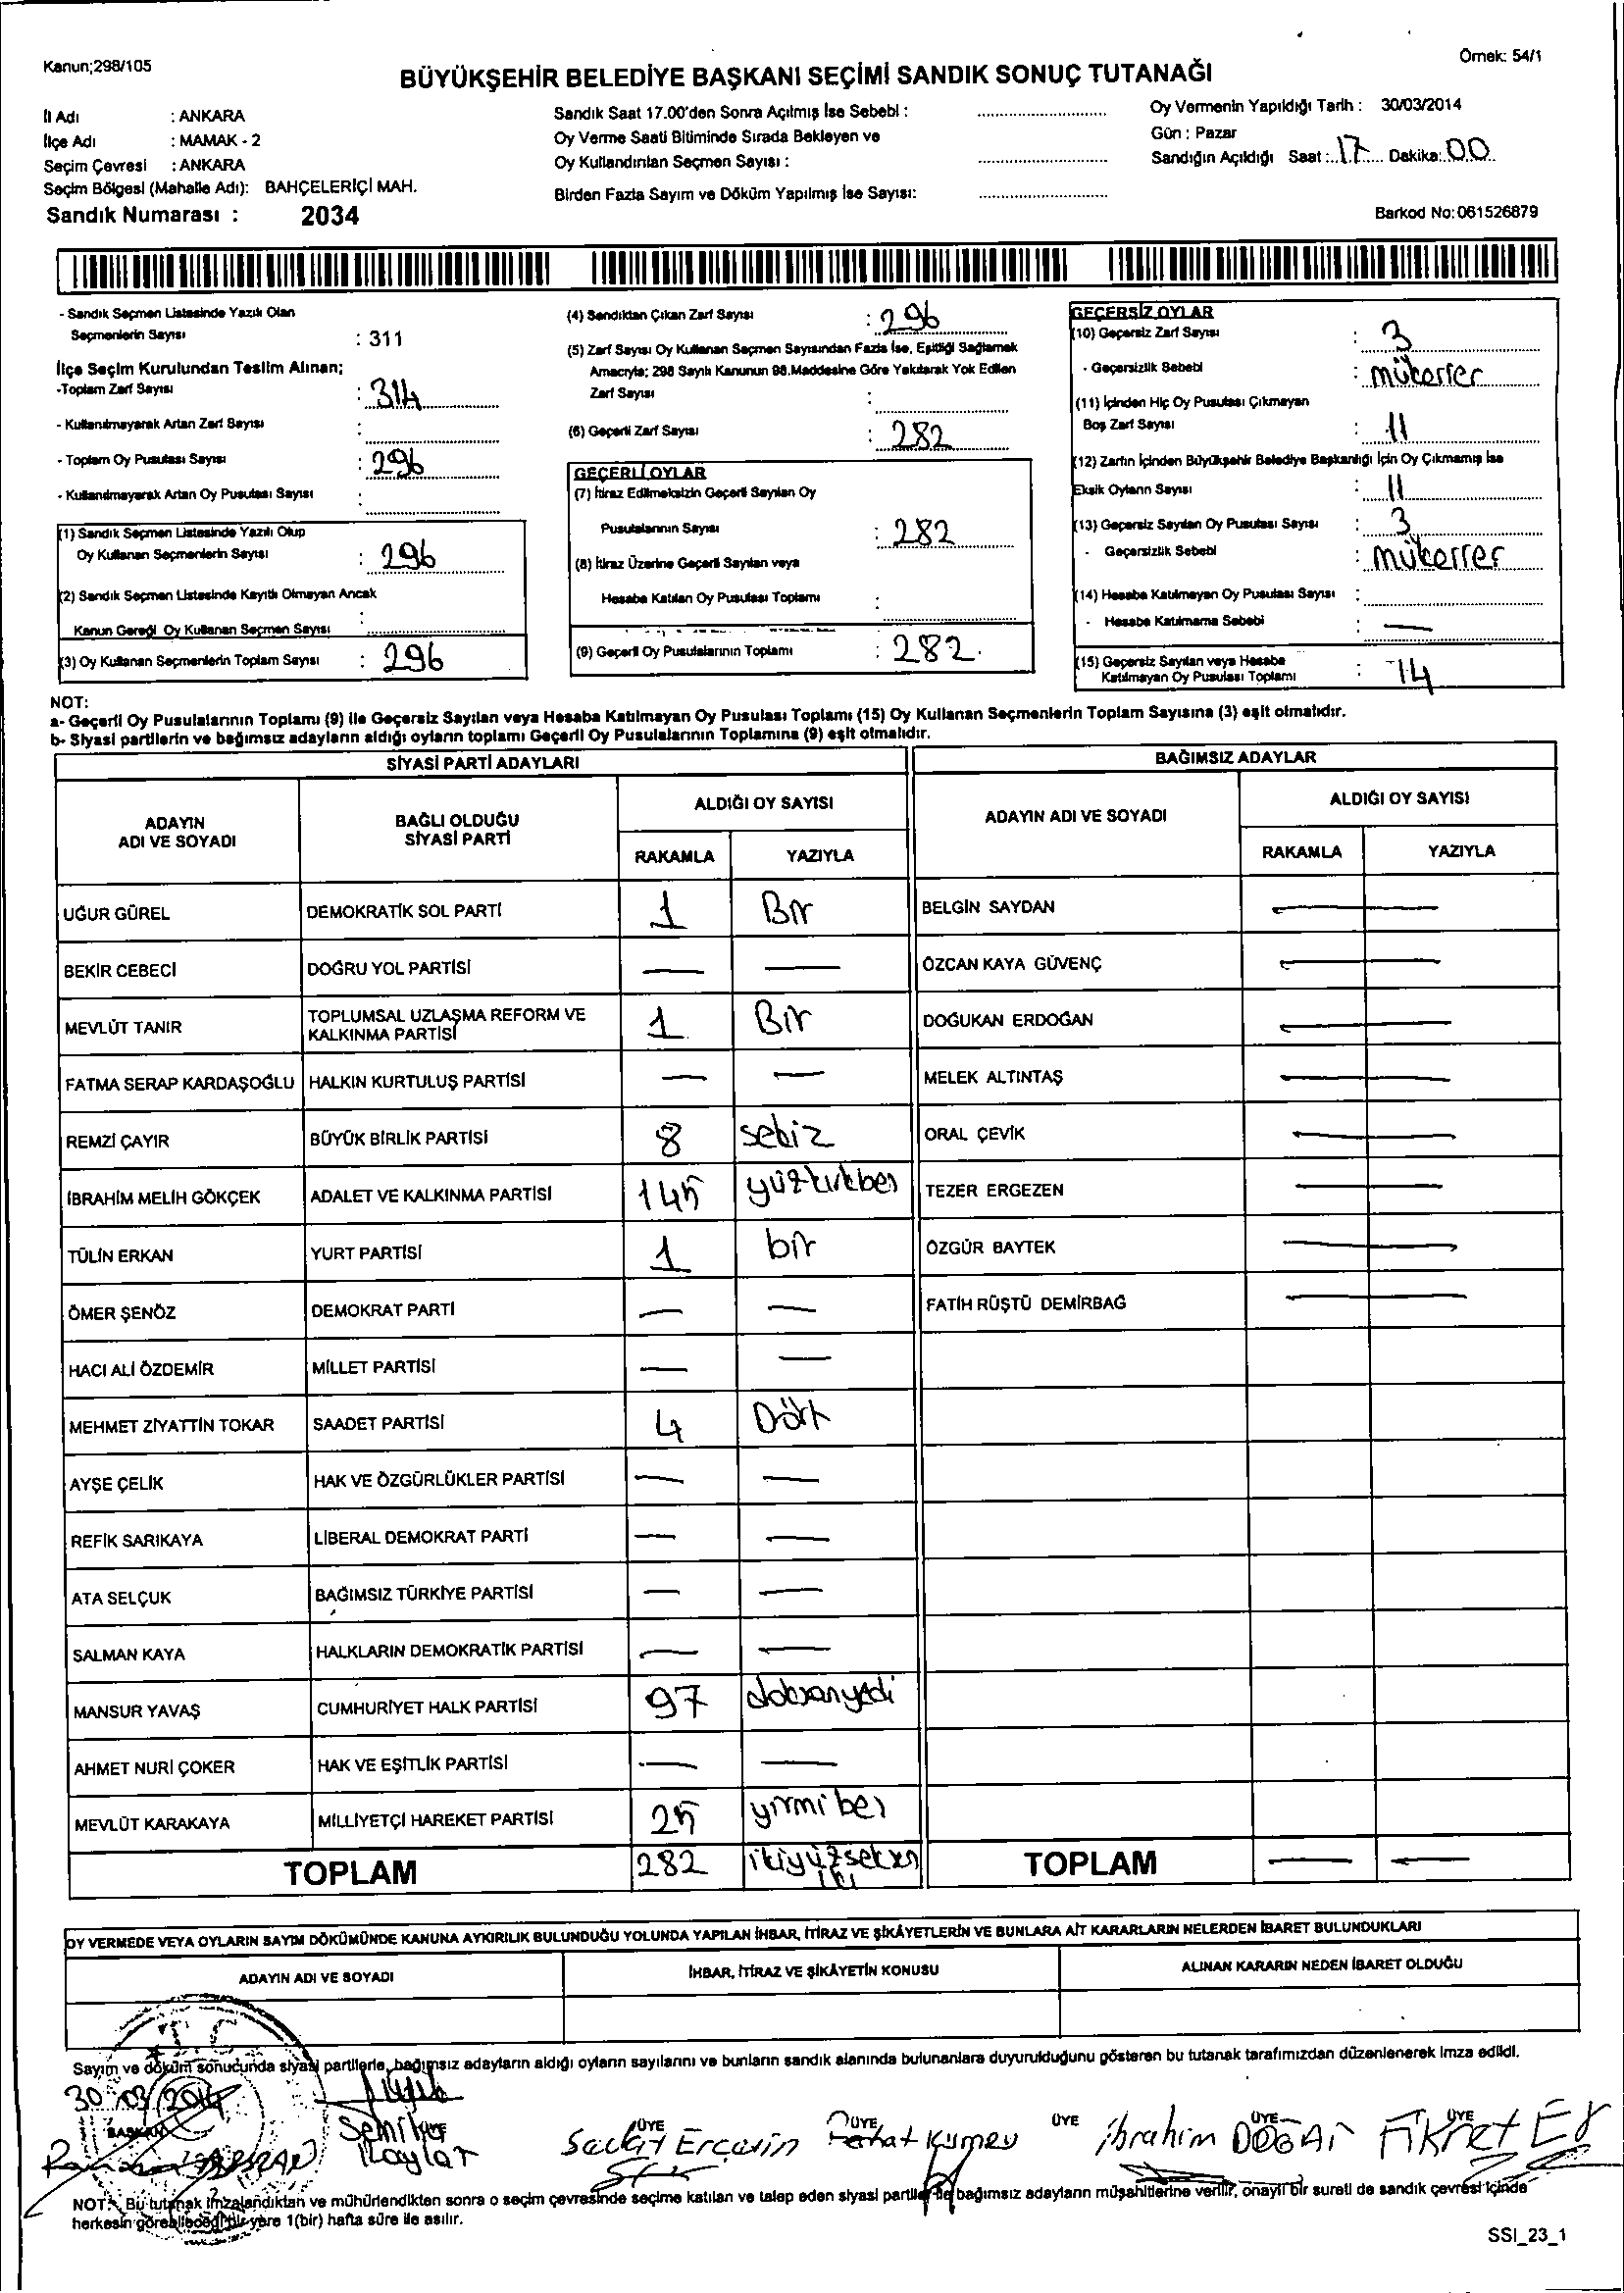 Kanun;298/105
Örnek: 54/1
BÜYÜKŞEHİR BELEDİYE BAŞKANI SEÇİMİ SANDIK SONUÇ TUTANAĞI
İl Adı : ANKARA
İlçe Adı : MAMAK - 2
Seçim Çevresi : ANKARA
Seçim Bölgesi (Mahalle Adı): BAHÇELERİÇİ MAH.
Sandık Numarası : 2034
Sandık Saat 17.00'den Sonra Açılmış İse Sebebi :
Oy Verme Saati Bitiminde Sırada Bekleyen ve
Oy Kullandırılan Seçmen Sayısı :
Birden Fazla Sayım ve Döküm Yapılmış İse Sayısı:
Oy Vermenin Yapıldığı Tarih : 30/03/2014
Gün : Pazar
Sandığın Açıldığı Saat : 17 Dakika: 00
Barkod No:061526879
- Sandık Seçmen Listesinde Yazılı Olan
Seçmenlerin Sayısı : 311
İlçe Seçim Kurulundan Teslim Alınan;
-Toplam Zarf Sayısı : 314
- Kullanılmayarak Artan Zarf Sayısı :
- Toplam Oy Pusulası Sayısı : 296
- Kullanılmayarak Artan Oy Pusulası Sayısı :
(1) Sandık Seçmen Listesinde Yazılı Olup
Oy Kullanan Seçmenlerin Sayısı : 296
(2) Sandık Seçmen Listesinde Kayıtlı Olmayan Ancak
Kanun Gereği Oy Kullanan Seçmen Sayısı :
(3) Oy Kullanan Seçmenlerin Toplam Sayısı : 296
(4) Sandıktan Çıkan Zarf Sayısı : 296
(5) Zarf Sayısı Oy Kullanan Seçmen Sayısından Fazla İse, Eşitliği Sağlamak
Amacıyla; 298 Sayılı Kanunun 98.Maddesine Göre Yakılarak Yok Edilen
Zarf Sayısı :
(6) Geçerli Zarf Sayısı : 282
GEÇERLİ OYLAR
(7) İtiraz Edilmeksizin Geçerli Sayılan Oy
Pusulalarının Sayısı : 282
(8) İtiraz Üzerine Geçerli Sayılan veya
Hesaba Katılan Oy Pusulası Toplamı :
(9) Geçerli Oy Pusulalarının Toplamı : 282
GEÇERSİZ OYLAR
(10) Geçersiz Zarf Sayısı : 3
- Geçersizlik Sebebi : mükerrer
(11) İçinden Hiç Oy Pusulası Çıkmayan
Boş Zarf Sayısı : 11
(12) Zarfın İçinden Büyükşehir Belediye Başkanlığı İçin Oy Çıkmamış İse
Eksik Oyların Sayısı : 11
(13) Geçersiz Sayılan Oy Pusulası Sayısı : 3
- Geçersizlik Sebebi : mükerrer
(14) Hesaba Katılmayan Oy Pusulası Sayısı :
- Hesaba Katılmama Sebebi : —
(15) Geçersiz Sayılan veya Hesaba
Katılmayan Oy Pusulası Toplamı : 14
NOT:
a- Geçerli Oy Pusulalarının Toplamı (9) ile Geçersiz Sayılan veya Hesaba Katılmayan Oy Pusulası Toplamı (15) Oy Kullanan Seçmenlerin Toplam Sayısına (3) eşit olmalıdır.
b- Siyasi partilerin ve bağımsız adayların aldığı oyların toplamı Geçerli Oy Pusulalarının Toplamına (9) eşit olmalıdır.
SİYASİ PARTİ ADAYLARI
ADAYIN ADI VE SOYADI BAĞLI OLDUĞU SİYASİ PARTİ ALDIĞI OY SAYISI
RAKAMLA YAZIYLA
UĞUR GÜREL DEMOKRATİK SOL PARTİ 1 Bir
BEKİR CEBECİ DOĞRU YOL PARTİSİ — —
MEVLÜT TANIR TOPLUMSAL UZLAŞMA REFORM VE KALKINMA PARTİSİ 1 Bir
FATMA SERAP KARDAŞOĞLU HALKIN KURTULUŞ PARTİSİ — —
REMZİ ÇAYIR BÜYÜK BİRLİK PARTİSİ 8 sekiz
İBRAHİM MELİH GÖKÇEK ADALET VE KALKINMA PARTİSİ 145 yüzkırkbeş
TÜLİN ERKAN YURT PARTİSİ 1 bir
ÖMER ŞENÖZ DEMOKRAT PARTİ — —
HACI ALİ ÖZDEMİR MİLLET PARTİSİ — —
MEHMET ZİYATTİN TOKAR SAADET PARTİSİ 4 Dört
AYŞE ÇELİK HAK VE ÖZGÜRLÜKLER PARTİSİ — —
REFİK SARIKAYA LİBERAL DEMOKRAT PARTİ — —
ATA SELÇUK BAĞIMSIZ TÜRKİYE PARTİSİ — —
SALMAN KAYA HALKLARIN DEMOKRATİK PARTİSİ — —
MANSUR YAVAŞ CUMHURİYET HALK PARTİSİ 97 doksanyedi
AHMET NURİ ÇOKER HAK VE EŞİTLİK PARTİSİ — —
MEVLÜT KARAKAYA MİLLİYETÇİ HAREKET PARTİSİ 25 yirmi beş
TOPLAM 282 ikiyüzseksen iki
BAĞIMSIZ ADAYLAR
ADAYIN ADI VE SOYADI ALDIĞI OY SAYISI
RAKAMLA YAZIYLA
BELGİN SAYDAN — —
ÖZCAN KAYA GÜVENÇ — —
DOĞUKAN ERDOĞAN — —
MELEK ALTINTAŞ — —
ORAL ÇEVİK — —
TEZER ERGEZEN — —
ÖZGÜR BAYTEK — —
FATİH RÜŞTÜ DEMİRBAĞ — —
TOPLAM — —
OY VERMEDE VEYA OYLARIN SAYIM DÖKÜMÜNDE KANUNA AYKIRILIK BULUNDUĞU YOLUNDA YAPILAN İHBAR, İTİRAZ VE ŞİKÂYETLERİN VE BUNLARA AİT KARARLARIN NELERDEN İBARET BULUNDUKLARI
ADAYIN ADI VE SOYADI İHBAR, İTİRAZ VE ŞİKÂYETİN KONUSU ALINAN KARARIN NEDEN İBARET OLDUĞU
T.C.
Sayım ve döküm sonucunda siyasi partilerle, bağımsız adayların aldığı oyların sayılarını ve bunların sandık alanında bulunanlara duyurulduğunu gösteren bu tutanak tarafımızdan düzenlenerek imza edildi.
30/03/2014
BAŞKAN ÜYE ÜYE ÜYE ÜYE ÜYE
Ferhat ibrahim DOĞAN Fikret ER
NOT: Bu tutanak imzalandıktan ve mühürlendikten sonra o seçim çevresinde seçime katılan ve talep eden siyasi partiler ile bağımsız adayların müşahitlerine verilir, onaylı bir sureti de sandık çevresi içinde
herkesin görebileceği bir yere 1(bir) hafta süre ile asılır.
SSI_23_1